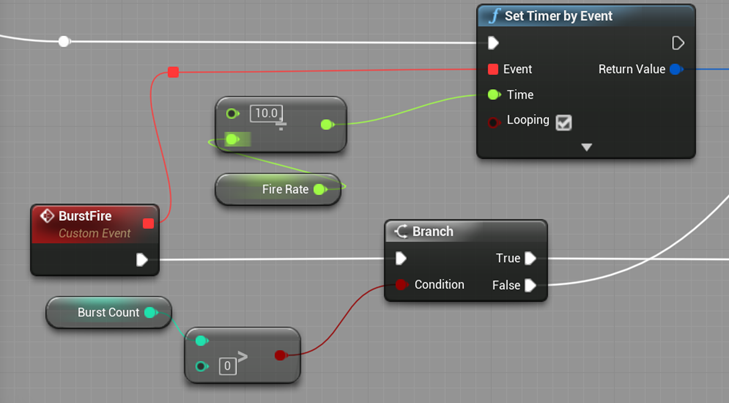 Set Timer by Event
Event
Return Value
Time
10.0
÷
Looping
Fire Rate
BurstFire
Custom Event
Branch
True
Condition
False
Burst Count
>
0